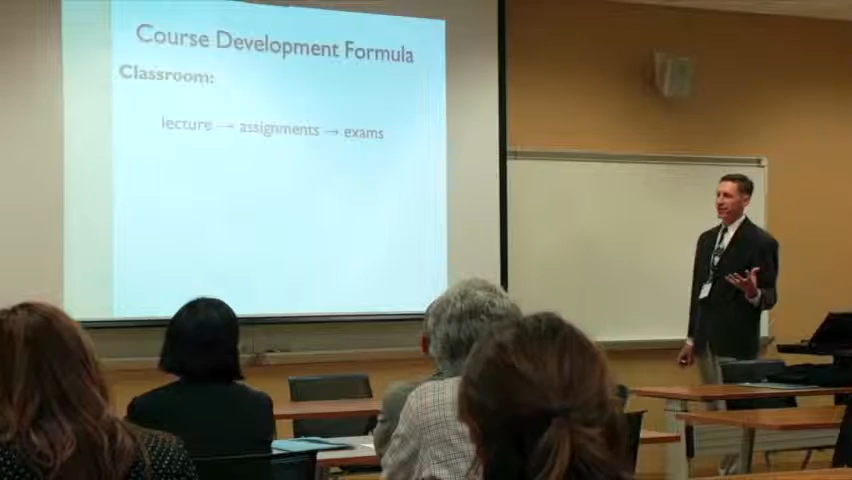 Course Development Formula
Classroom:
lecture → assignments → exams